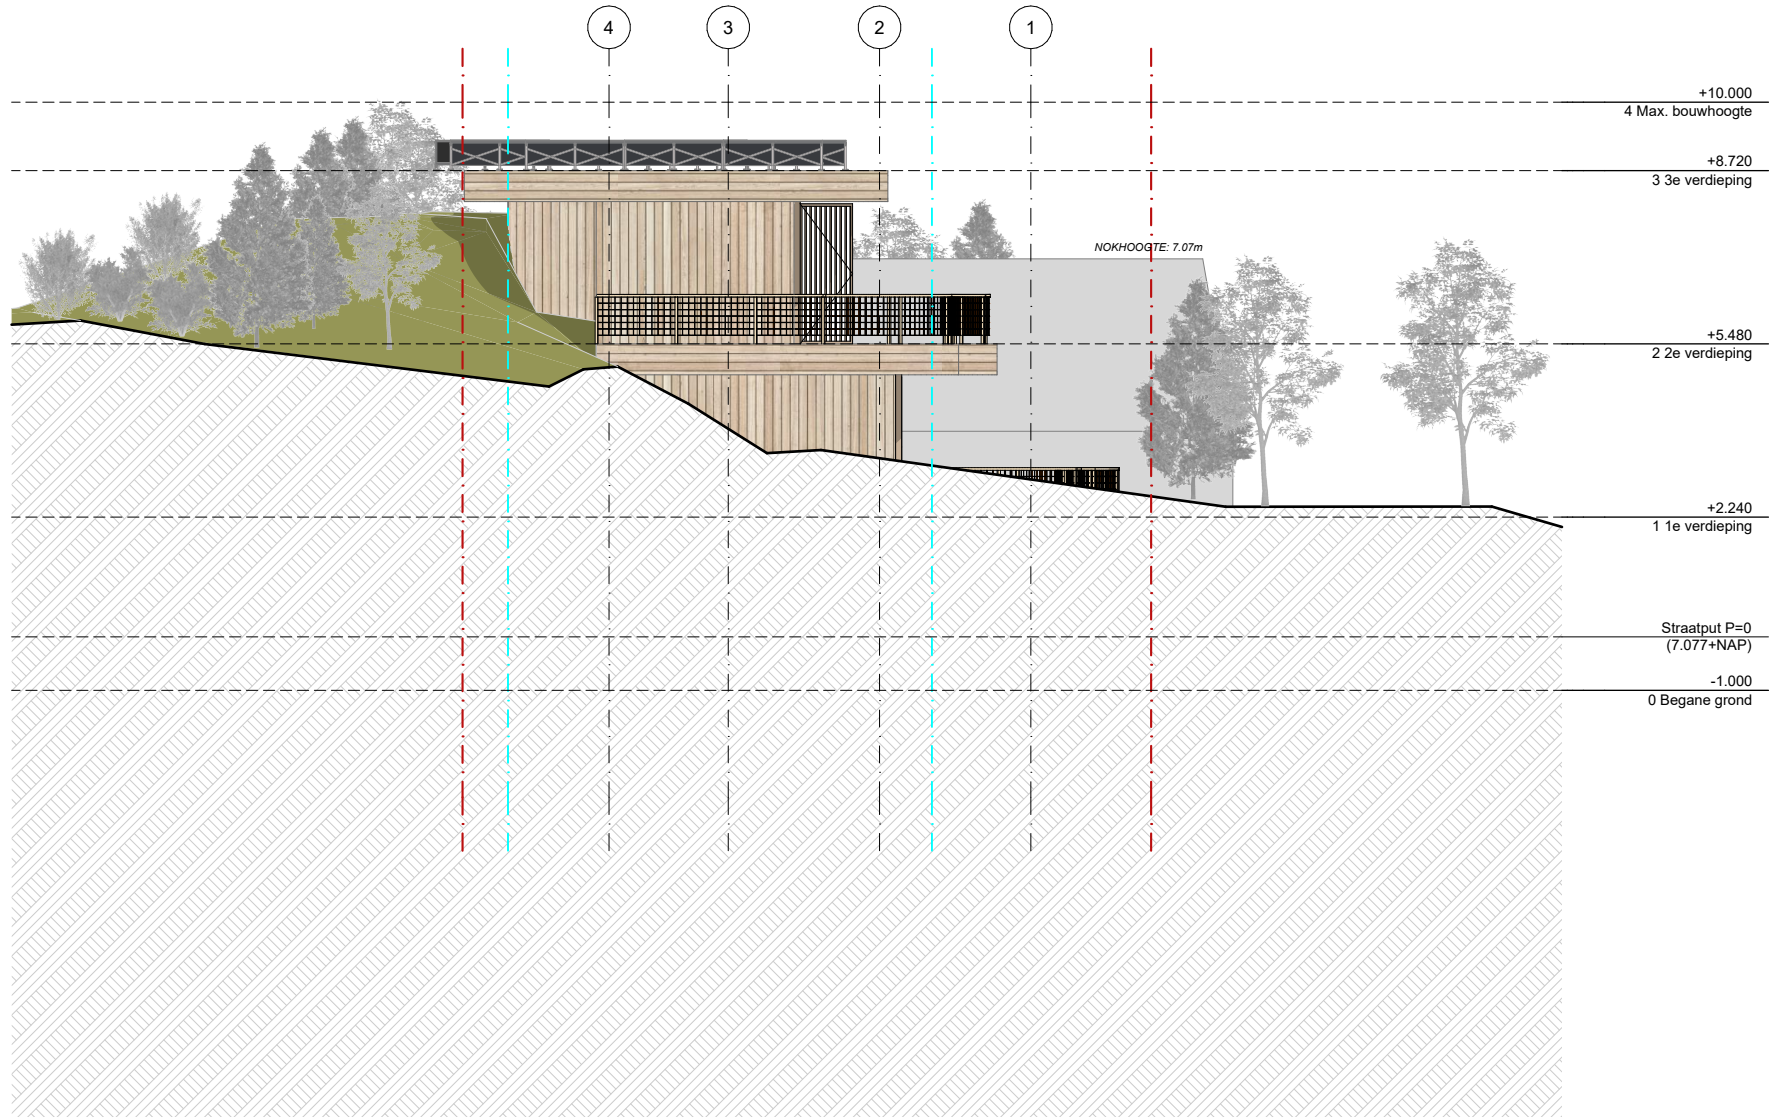 4 3 2 1
+10.000
4 Max. bouwhoogte
+8.720
3 3e verdieping
NOKHOOGTE: 7.07m
+5.480
2 2e verdieping
+2.240
1 1e verdieping
Straatput P=0
(7.077+NAP)
-1.000
0 Begane grond